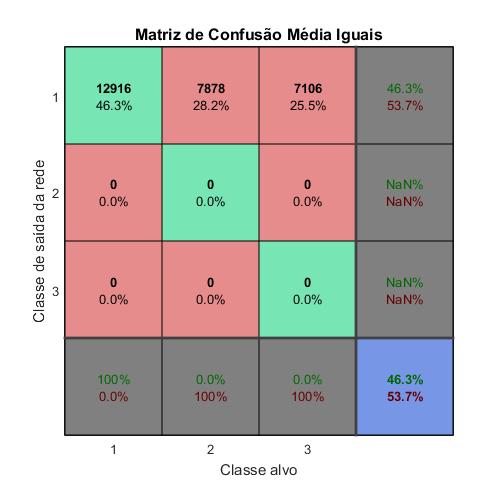 Matriz de Confusão Média Iguais
12916 7878 7106 46.3%
46.3% 28.2% 25.5% 53.7%
1
0 0 0 NaN%
0.0% 0.0% 0.0% NaN%
2
0 0 0 NaN%
0.0% 0.0% 0.0% NaN%
3
100% 0.0% 0.0% 46.3%
0.0% 100% 100% 53.7%
1 2 3
Classe alvo
Classe de saída da rede